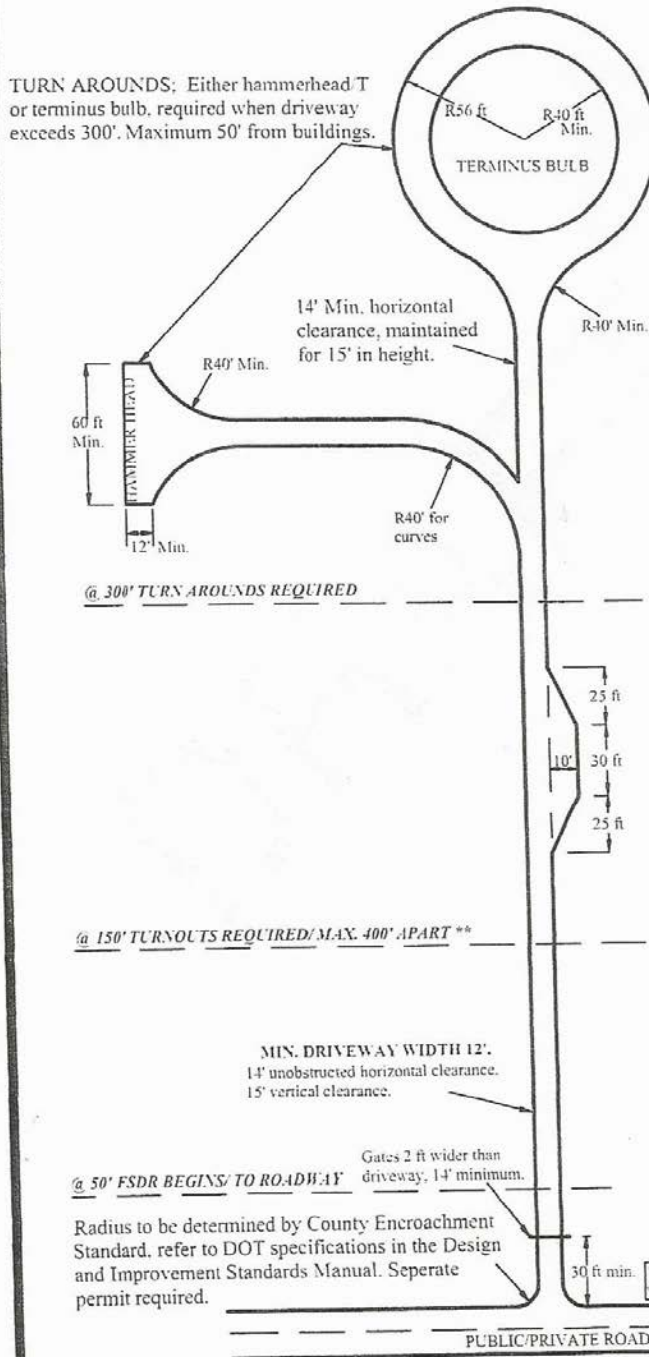 TURN AROUNDS; Either hammerhead/T
or terminus bulb, required when driveway
exceeds 300'. Maximum 50' from buildings.
R56 ft
R40 ft
Min.
TERMINUS BULB
14' Min. horizontal
clearance, maintained
for 15' in height.
R40' Min.
R40' Min.
60 ft
Min.
HAMMER HEAD
12' Min.
R40' for
curves
@ 300' TURN AROUNDS REQUIRED
25 ft
10'
30 ft
25 ft
@ 150' TURNOUTS REQUIRED/ MAX. 400' APART **
MIN. DRIVEWAY WIDTH 12'.
14' unobstructed horizontal clearance.
15' vertical clearance.
Gates 2 ft wider than
driveway, 14' minimum.
@ 50' FSDR BEGINS/ TO ROADWAY
Radius to be determined by County Encroachment
Standard, refer to DOT specifications in the Design
and Improvement Standards Manual. Seperate
permit required.
30 ft min.
PUBLIC/PRIVATE ROAD